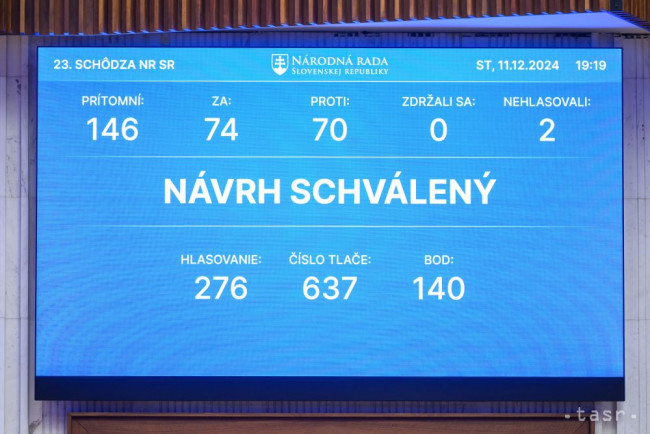 23. SCHÔDZA NR SR
NÁRODNÁ RADA
SLOVENSKEJ REPUBLIKY
ST, 11.12.2024 19:19
PRÍTOMNÍ: ZA: PROTI: ZDRŽALI SA: NEHLASOVALI:
146 74 70 0 2
NÁVRH SCHVÁLENÝ
HLASOVANIE: ČÍSLO TLAČE: BOD:
276 637 140
.tasr.